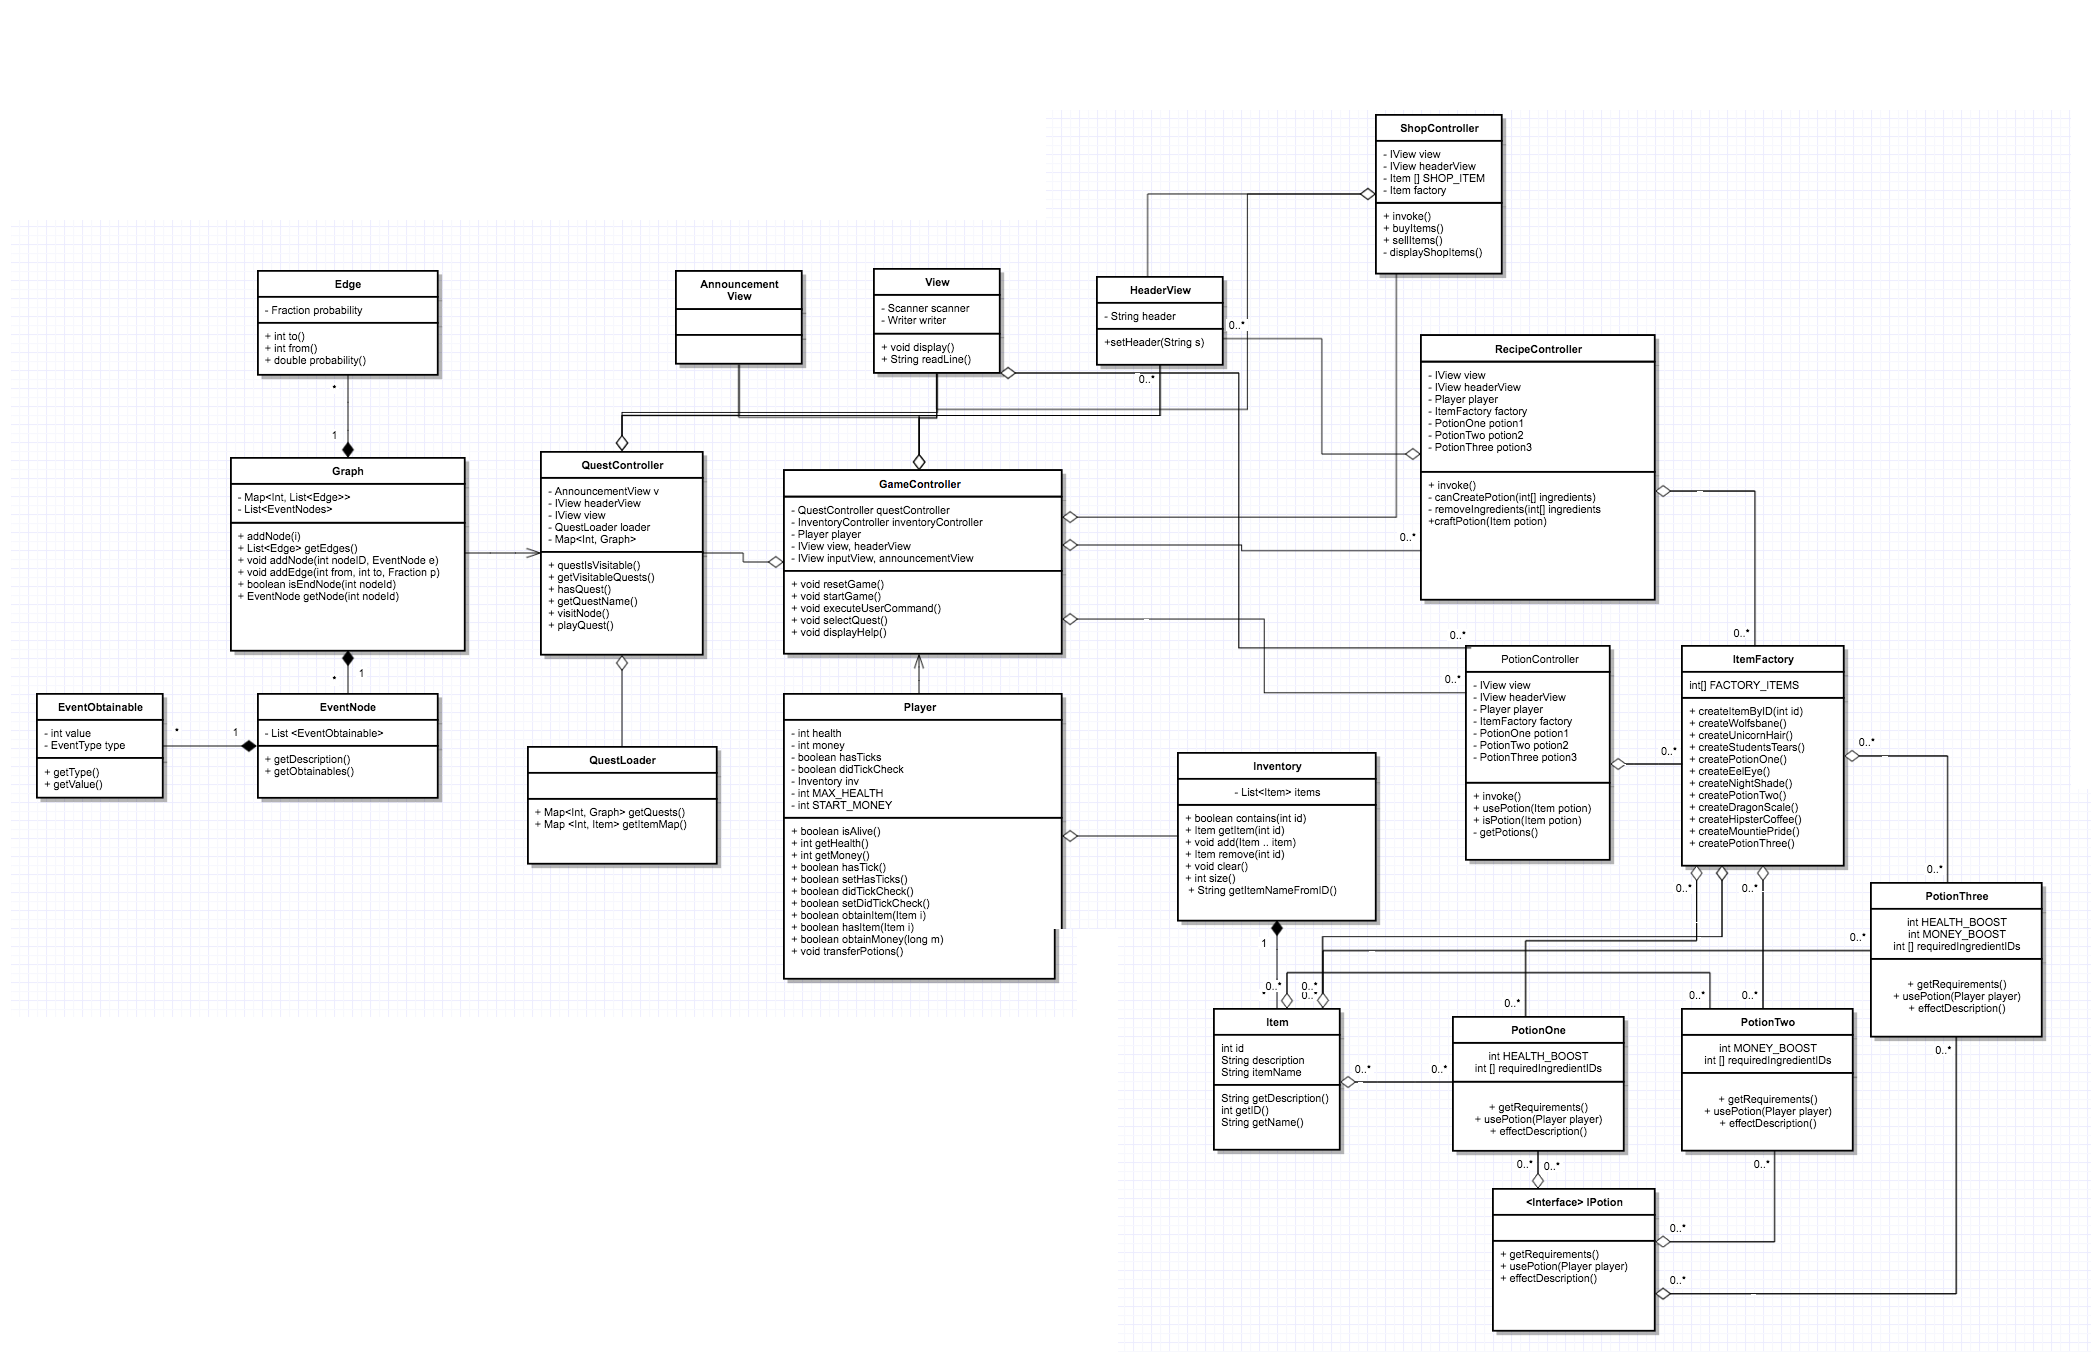 ShopController
- IView view
- IView headerView
- Item [] SHOP_ITEM
- Item factory
+ invoke()
+ buyItems()
+ sellItems()
- displayShopItems()
Edge
- Fraction probability
+ int to()
+ int from()
+ double probability()
*
1
Announcement
View
View
- Scanner scanner
- Writer writer
+ void display()
+ String readLine()
HeaderView
- String header
+setHeader(String s)
0..*
0..*
RecipeController
- IView view
- IView headerView
- Player player
- ItemFactory factory
- PotionOne potion1
- PotionTwo potion2
- PotionThree potion3
+ invoke()
- canCreatePotion(int[] ingredients)
- removeIngredients(int[] ingredients
+craftPotion(Item potion)
0..*
0..*
Graph
- Map<Int, List<Edge>>
- List<EventNodes>
+ addNode(i)
+ List<Edge> getEdges()
+ void addNode(int nodeID, EventNode e)
+ void addEdge(int from, int to, Fraction p)
+ boolean isEndNode(int nodeId)
+ EventNode getNode(int nodeId)
1
*
QuestController
- AnnouncementView v
- IView headerView
- IView view
- QuestLoader loader
- Map<Int, Graph>
+ questIsVisitable()
+ getVisitableQuests()
+ hasQuest()
+ getQuestName()
+ visitNode()
+ playQuest()
GameController
- QuestController questController
- InventoryController inventoryController
- Player player
- IView view, headerView
- IView inputView, announcementView
+ void resetGame()
+ void startGame()
+ void executeUserCommand()
+ void selectQuest()
+ void displayHelp()
0..*
0..*
PotionController
- IView view
- IView headerView
- Player player
- ItemFactory factory
- PotionOne potion1
- PotionTwo potion2
- PotionThree potion3
+ invoke()
+ usePotion(Item potion)
+ isPotion(Item potion)
- getPotions()
0..*
ItemFactory
int[] FACTORY_ITEMS
+ createItemByID(int id)
+ createWolfsbane()
+ createUnicornHair()
+ createStudentsTears()
+ createPotionOne()
+ createEelEye()
+ createNightShade()
+ createPotionTwo()
+ createDragonScale()
+ createHipsterCoffee()
+ createMountiePride()
+ createPotionThree()
0..*
0..*
0..*
0..*
EventObtainable
- int value
- EventType type
+ getType()
+ getValue()
*
1
EventNode
- List <EventObtainable>
+ getDescription()
+ getObtainables()
QuestLoader
+ Map<Int, Graph> getQuests()
+ Map <Int, Item> getItemMap()
Player
- int health
- int money
- boolean hasTicks
- boolean didTickCheck
- Inventory inv
- int MAX_HEALTH
- int START_MONEY
+ boolean isAlive()
+ int getHealth()
+ int getMoney()
+ boolean hasTick()
+ boolean setHasTicks()
+ boolean didTickCheck()
+ boolean setDidTickCheck()
+ boolean obtainItem(Item i)
+ boolean hasItem(Item i)
+ boolean obtainMoney(long m)
+ void transferPotions()
Inventory
- List<Item> items
+ boolean contains(int id)
+ Item getItem(int id)
+ void add(Item .. item)
+ Item remove(int id)
+ void clear()
+ int size()
+ String getItemNameFromID()
1
*
0..*
0..*
0..*
PotionThree
int HEALTH_BOOST
int MONEY_BOOST
int [] requiredIngredientIDs
+ getRequirements()
+ usePotion(Player player)
+ effectDescription()
0..*
0..*
Item
int id
String description
String itemName
String getDescription()
int getID()
String getName()
0..*
0..*
0..*
PotionOne
int HEALTH_BOOST
int [] requiredIngredientIDs
+ getRequirements()
+ usePotion(Player player)
+ effectDescription()
0..*
0..*
0..*
0..*
PotionTwo
int MONEY_BOOST
int [] requiredIngredientIDs
+ getRequirements()
+ usePotion(Player player)
+ effectDescription()
0..*
<Interface> IPotion
+ getRequirements()
+ usePotion(Player player)
+ effectDescription()
0..*
0..*